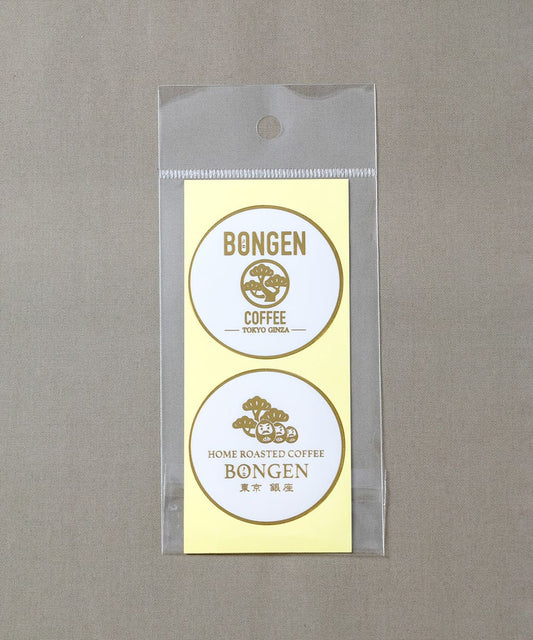 BONGEN
COFFEE
TOKYO GINZA
HOME ROASTED COFFEE
BONGEN
東京 銀座